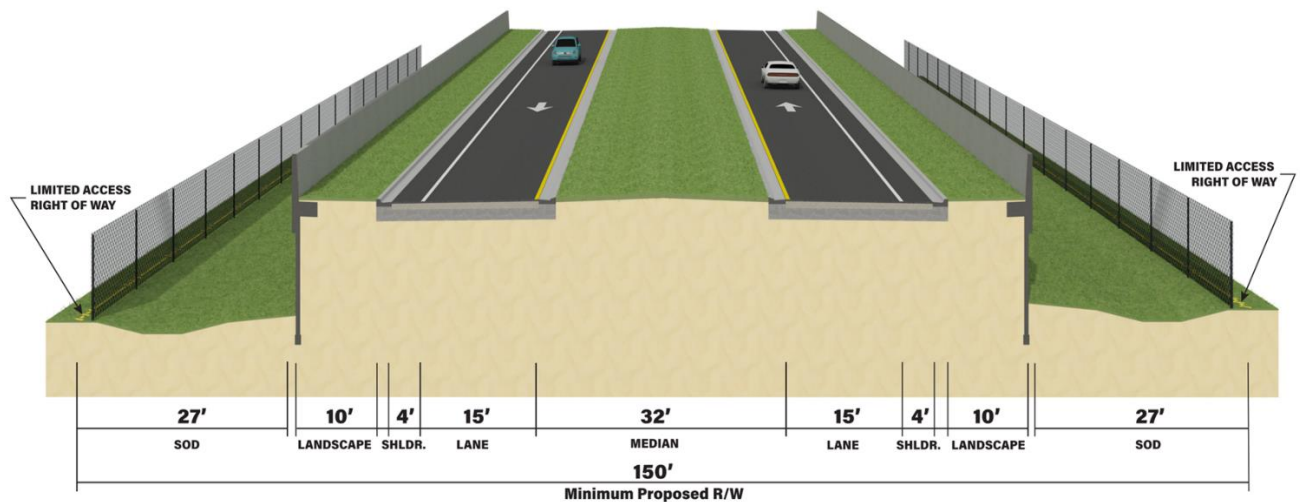 LIMITED ACCESS
RIGHT OF WAY
LIMITED ACCESS
RIGHT OF WAY
27' 10' 4' 15' 32' 15' 4' 10' 27'
SOD LANDSCAPE SHLDR. LANE MEDIAN LANE SHLDR. LANDSCAPE SOD
150'
Minimum Proposed R/W